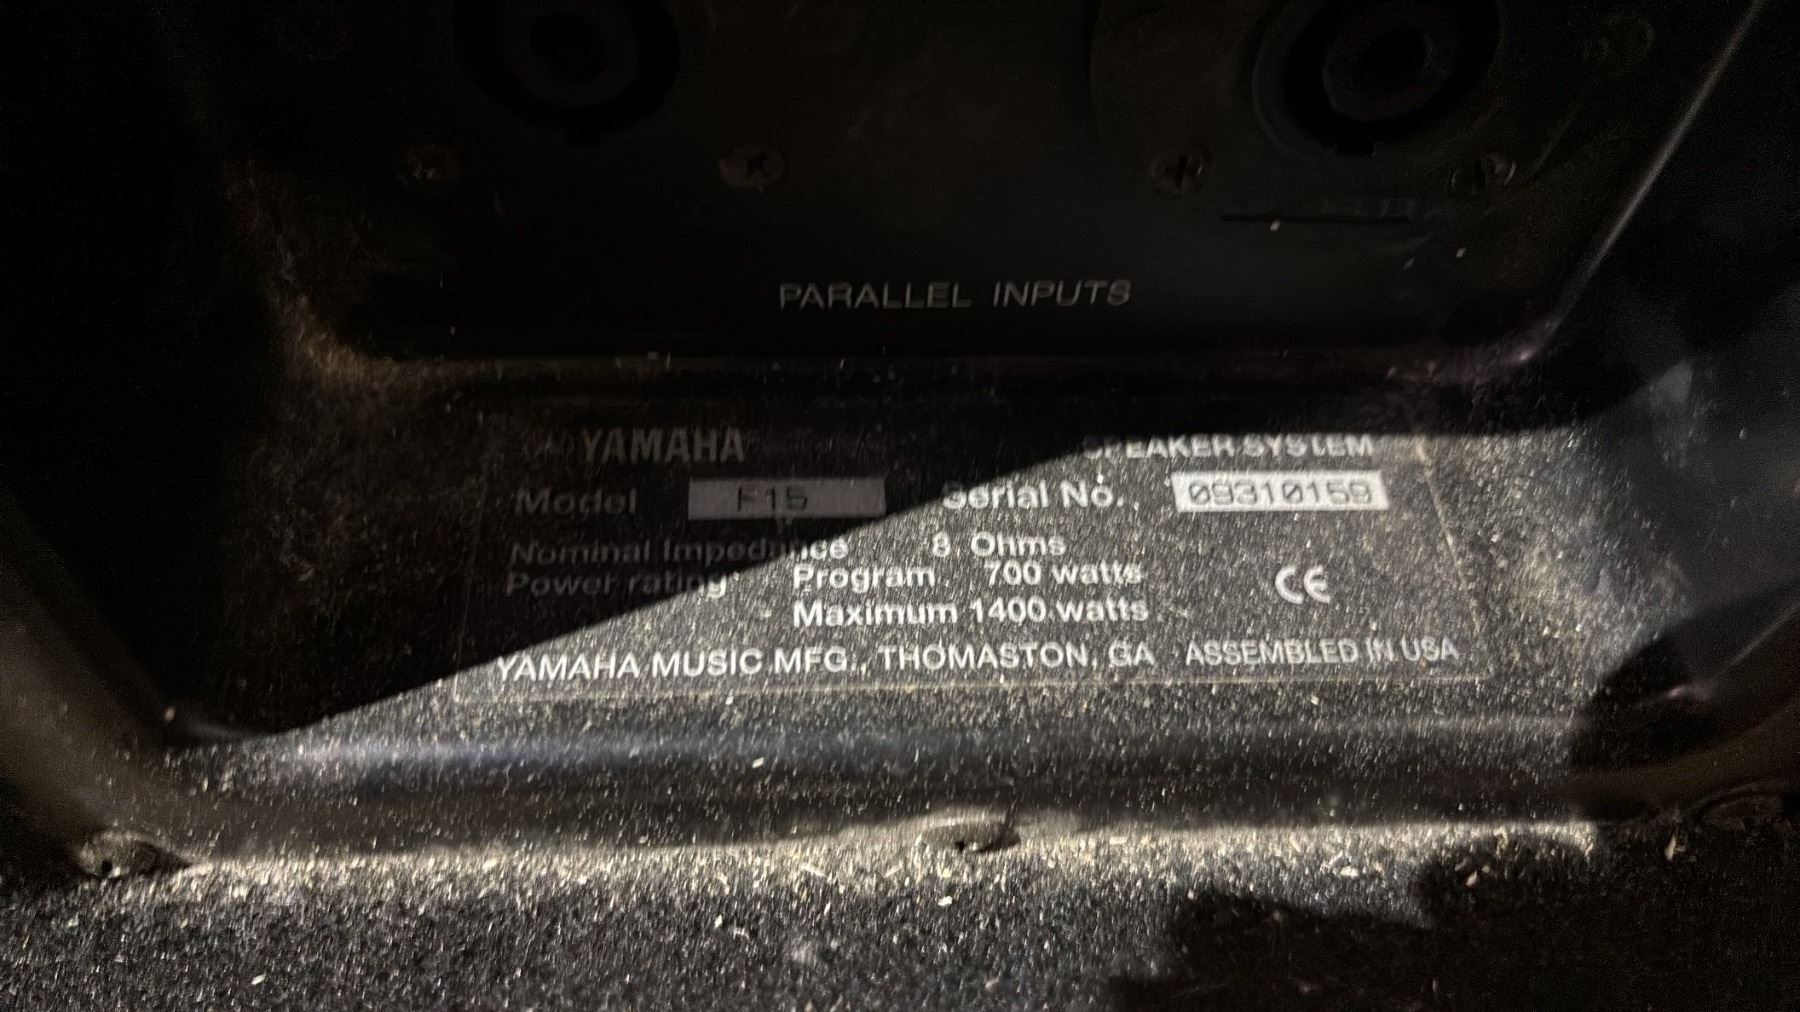 PARALLEL INPUTS
YAMAHA SPEAKER SYSTEM
Model F15 Serial No. 09310159
Nominal Impedance 8 Ohms
Power rating Program 700 watts
Maximum 1400 watts
CE
YAMAHA MUSIC MFG., THOMASTON, GA ASSEMBLED IN USA